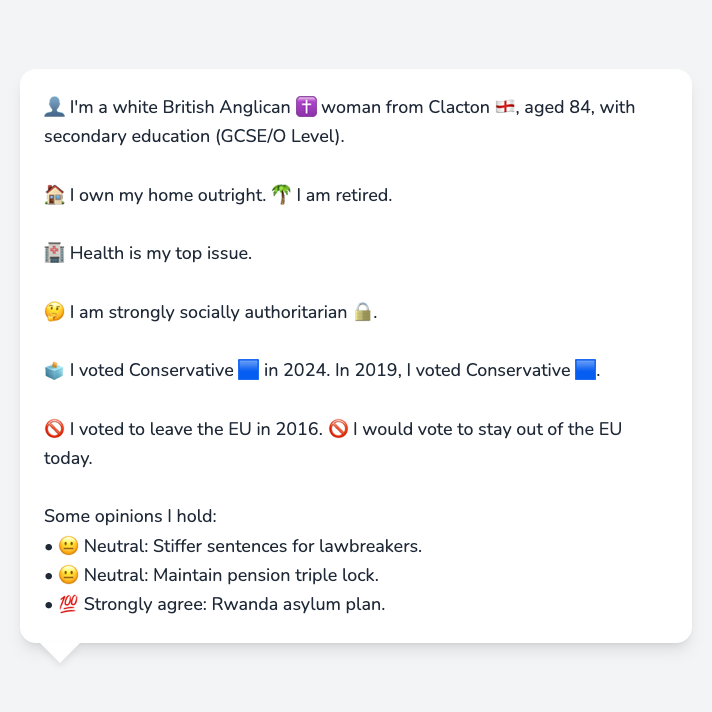 👤 I'm a white British Anglican ✝️ woman from Clacton 🏴󠁧󠁢󠁥󠁮󠁧󠁿, aged 84, with
secondary education (GCSE/O Level).
🏠 I own my home outright. 🌴 I am retired.
🏥 Health is my top issue.
🤔 I am strongly socially authoritarian 🔒.
🗳️ I voted Conservative 🟦 in 2024. In 2019, I voted Conservative 🟦.
🚫 I voted to leave the EU in 2016. 🚫 I would vote to stay out of the EU
today.
Some opinions I hold:
• 😐 Neutral: Stiffer sentences for lawbreakers.
• 😐 Neutral: Maintain pension triple lock.
• 💯 Strongly agree: Rwanda asylum plan.